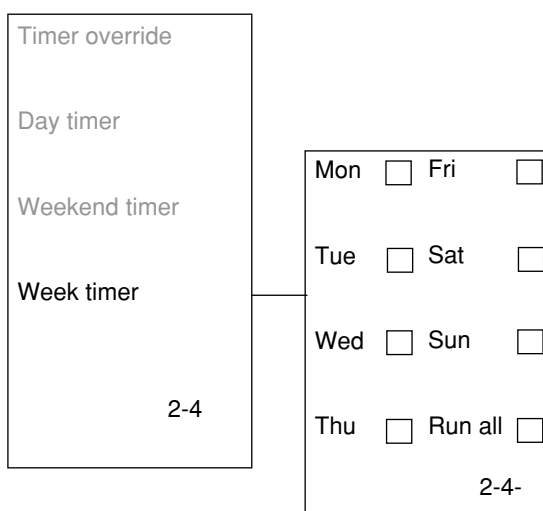 Timer override
Day timer
Weekend timer
Week timer
2-4
Mon Fri
Tue Sat
Wed Sun
Thu Run all
2-4-